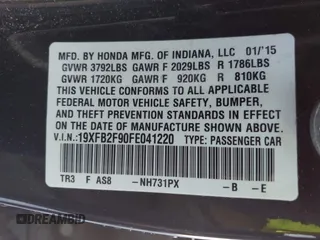 MFD. BY HONDA MFG. OF INDIANA, LLC 01/'15
GVWR 3792LBS GAWR F 2029LBS R 1786LBS
GVWR 1720KG GAWR F 920KG R 810KG
THIS VEHICLE CONFORMS TO ALL APPLICABLE
FEDERAL MOTOR VEHICLE SAFETY, BUMPER,
AND THEFT PREVENTION STANDARDS IN EFFECT
ON THE DATE OF MANUFACTURE SHOWN ABOVE.
V.I.N.: 19XFB2F90FE041220 TYPE: PASSENGER CAR
TR3 F AS8 -NH731PX -B -E
DREAMBID.COM